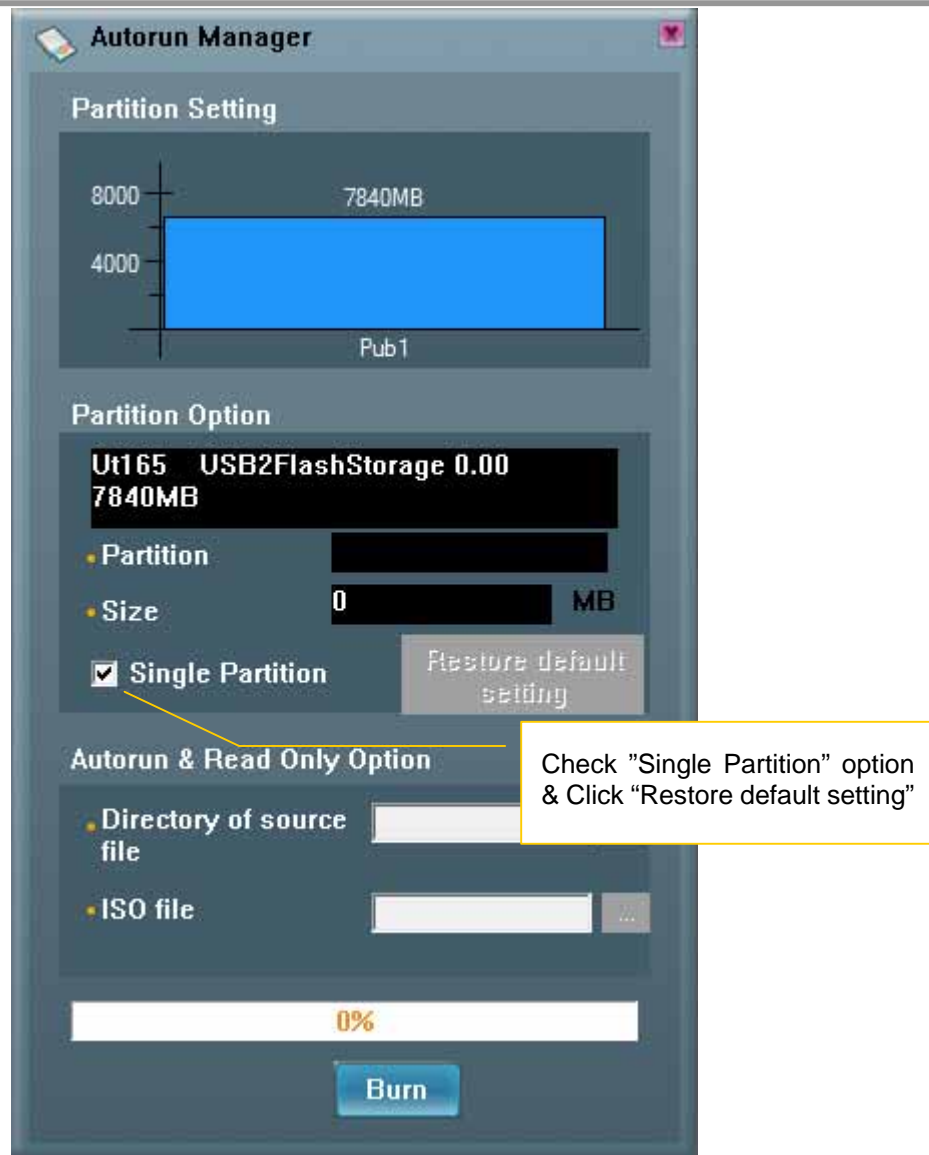 Autorun Manager
Partition Setting
8000
7840MB
4000
Pub1
Partition Option
Ut165 USB2FlashStorage 0.00
7840MB
Partition
Size
0
MB
Single Partition
Restore default
setting
Autorun & Read Only Option
Check ”Single Partition” option
& Click “Restore default setting”
Directory of source
file
ISO file
...
0%
Burn